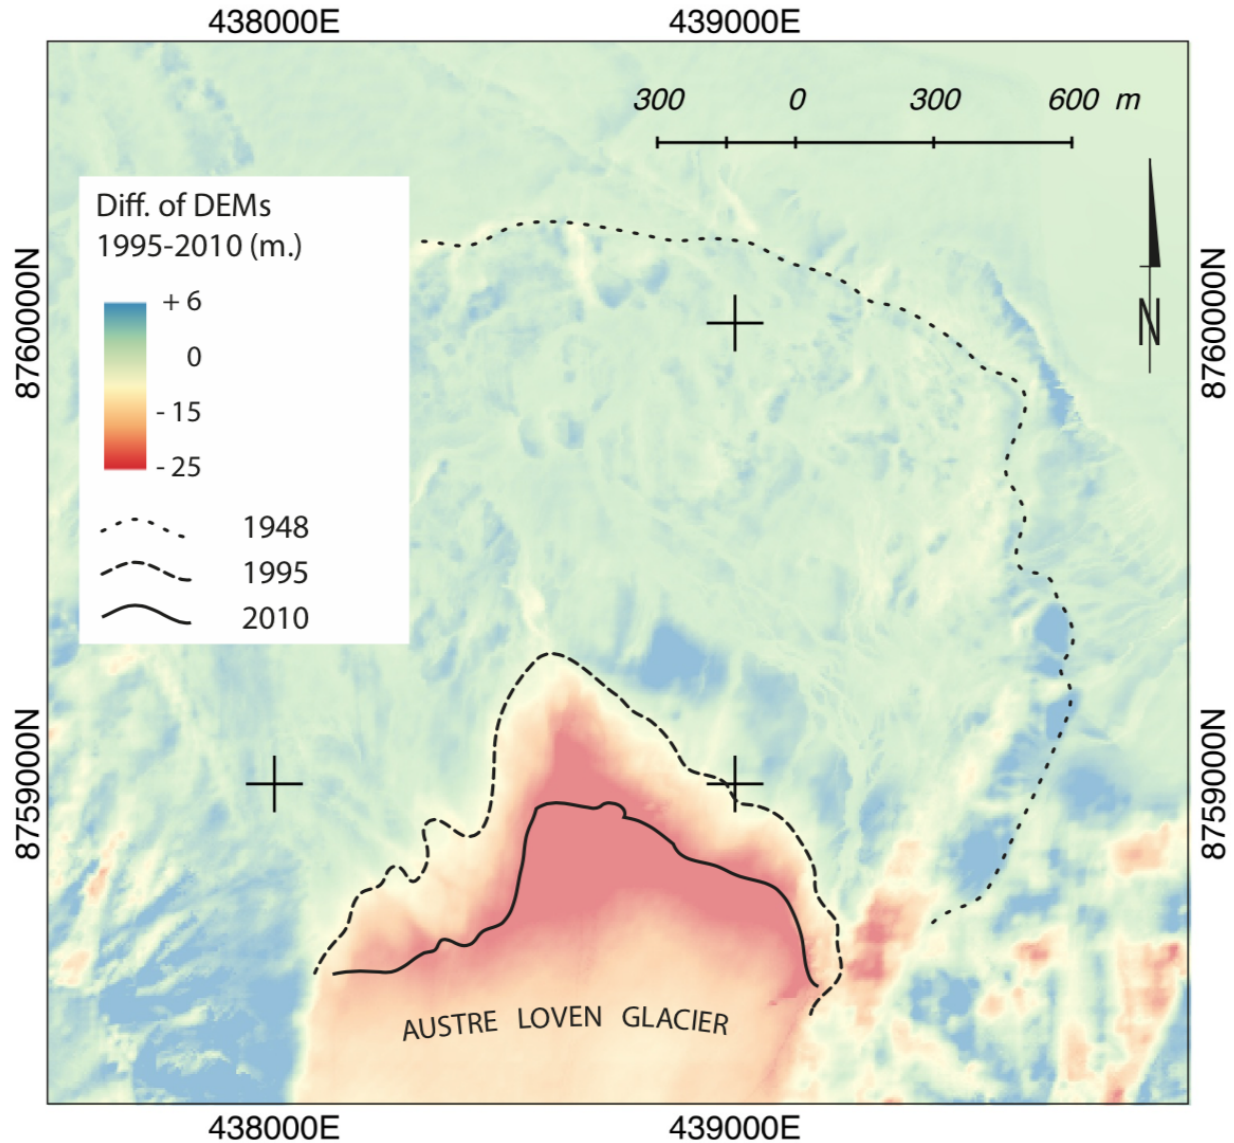 438000E 439000E
300 0 300 600 m
Diff. of DEMs
1995-2010 (m.)
+ 6
0
- 15
- 25
1948
1995
2010
8760000N
8759000N
N
8760000N
8759000N
AUSTRE LOVEN GLACIER
438000E 439000E